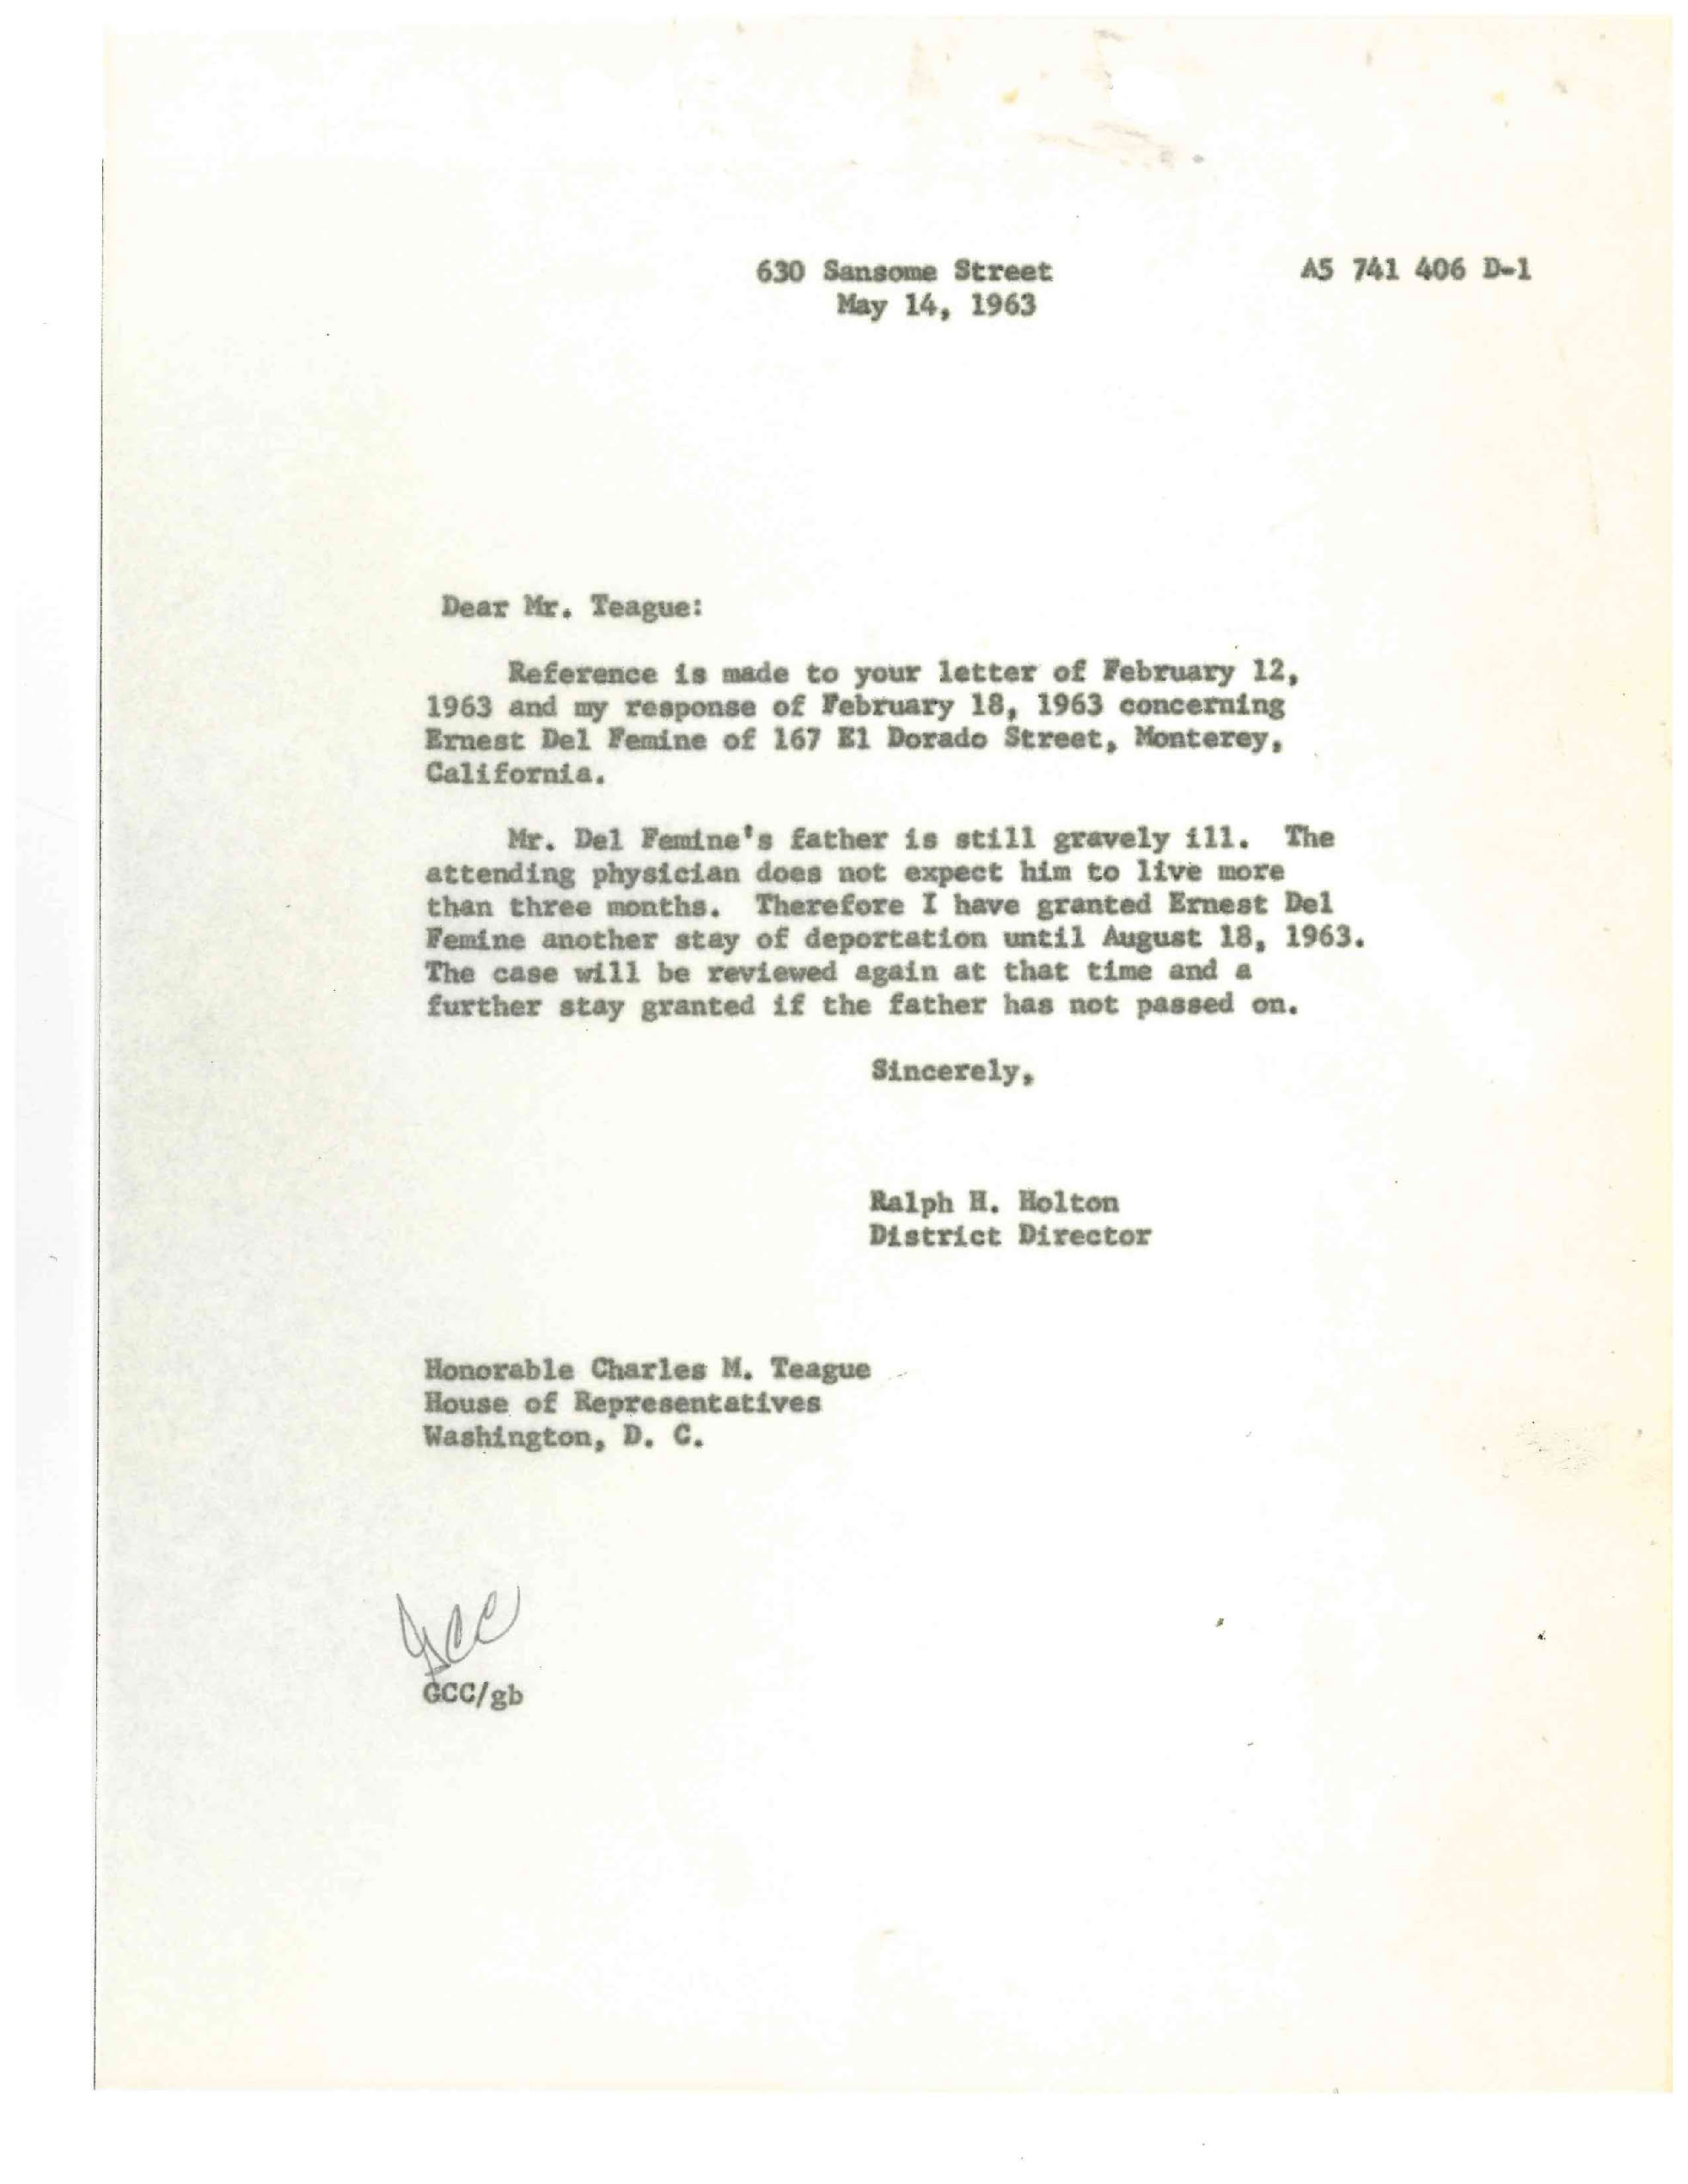 630 Sansome Street A5 741 406 D-1
May 14, 1963
Dear Mr. Teague:
Reference is made to your letter of February 12,
1963 and my response of February 18, 1963 concerning
Ernest Del Femine of 167 El Dorado Street, Monterey,
California.
Mr. Del Femine's father is still gravely ill. The
attending physician does not expect him to live more
than three months. Therefore I have granted Ernest Del
Femine another stay of deportation until August 18, 1963.
The case will be reviewed again at that time and a
further stay granted if the father has not passed on.
Sincerely,
Ralph H. Holton
District Director
Honorable Charles M. Teague
House of Representatives
Washington, D. C.
GCC
GCC/gb